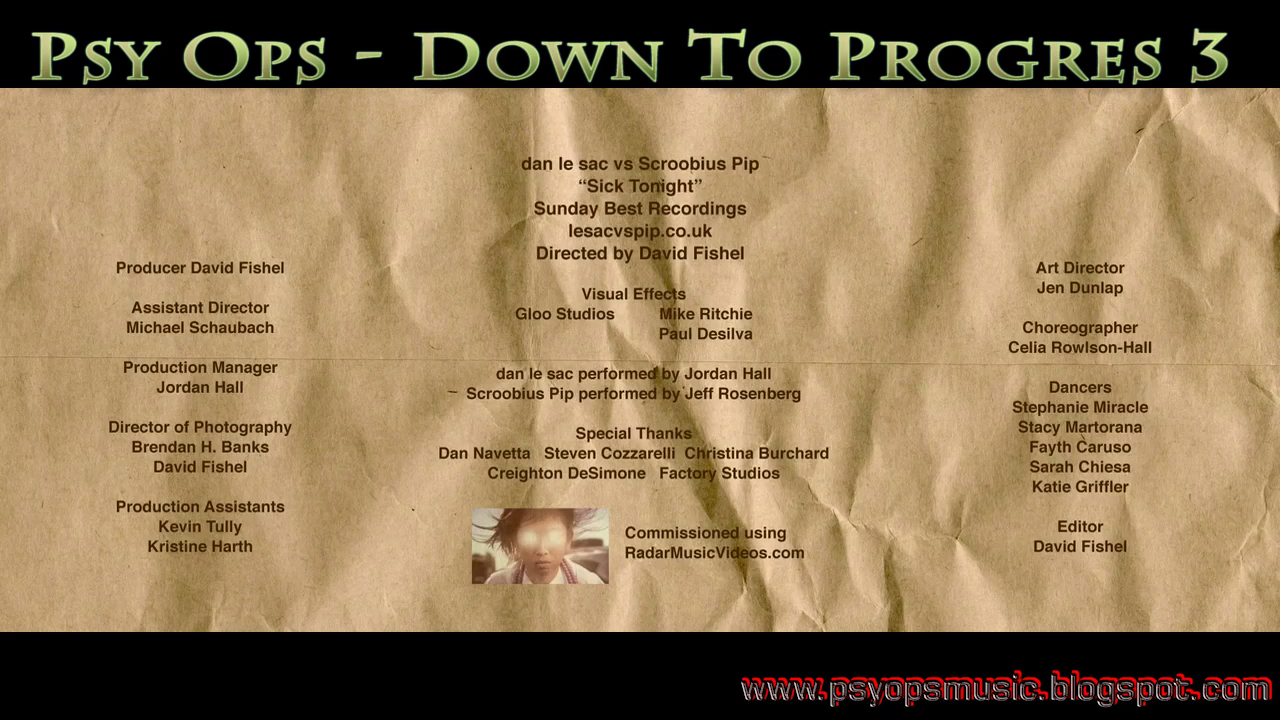 Psy Ops - Down To Progres 3
dan le sac vs Scroobius Pip
“Sick Tonight”
Sunday Best Recordings
lesacvspip.co.uk
Directed by David Fishel
Producer David Fishel
Assistant Director
Michael Schaubach
Production Manager
Jordan Hall
Director of Photography
Brendan H. Banks
David Fishel
Production Assistants
Kevin Tully
Kristine Harth
Visual Effects
Gloo Studios Mike Ritchie
Paul Desilva
dan le sac performed by Jordan Hall
Scroobius Pip performed by Jeff Rosenberg
Special Thanks
Dan Navetta Steven Cozzarelli Christina Burchard
Creighton DeSimone Factory Studios
Commissioned using
RadarMusicVideos.com
Art Director
Jen Dunlap
Choreographer
Celia Rowlson-Hall
Dancers
Stephanie Miracle
Stacy Martorana
Fayth Caruso
Sarah Chiesa
Katie Griffler
Editor
David Fishel
www.psyopsmusic.blogspot.com